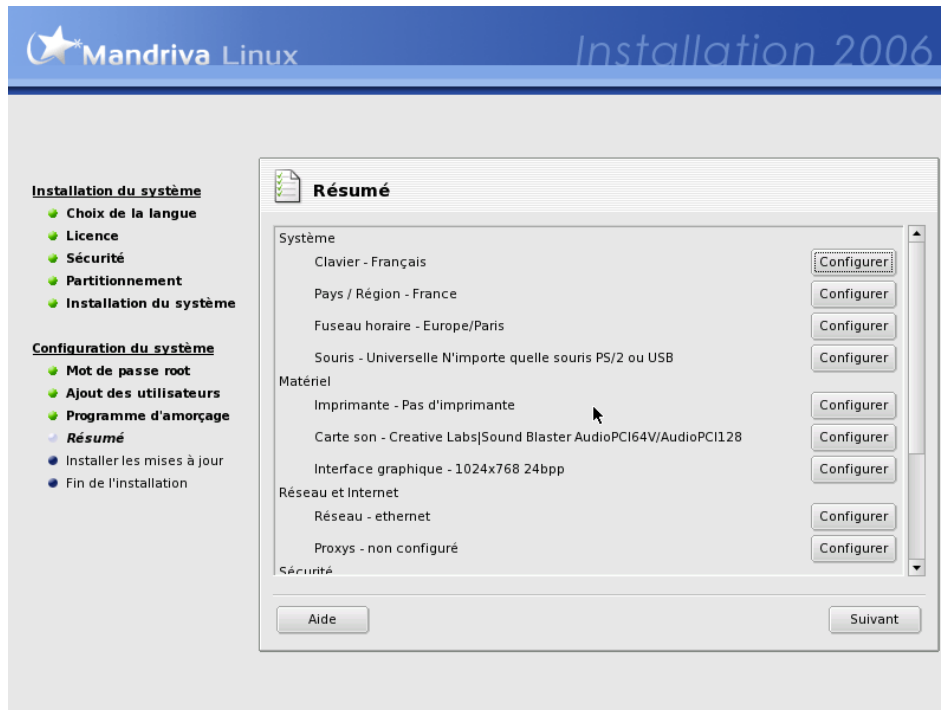 Mandriva Linux
Installation 2006
Installation du système
Choix de la langue
Licence
Sécurité
Partitionnement
Installation du système
Configuration du système
Mot de passe root
Ajout des utilisateurs
Programme d'amorçage
Résumé
Installer les mises à jour
Fin de l'installation
Résumé
Système
Clavier - Français Configurer
Pays / Région - France Configurer
Fuseau horaire - Europe/Paris Configurer
Souris - Universelle N'importe quelle souris PS/2 ou USB Configurer
Matériel
Imprimante - Pas d'imprimante Configurer
Carte son - Creative Labs|Sound Blaster AudioPCI64V/AudioPCI128 Configurer
Interface graphique - 1024x768 24bpp Configurer
Réseau et Internet
Réseau - ethernet Configurer
Proxys - non configuré Configurer
Sécurité
Aide Suivant